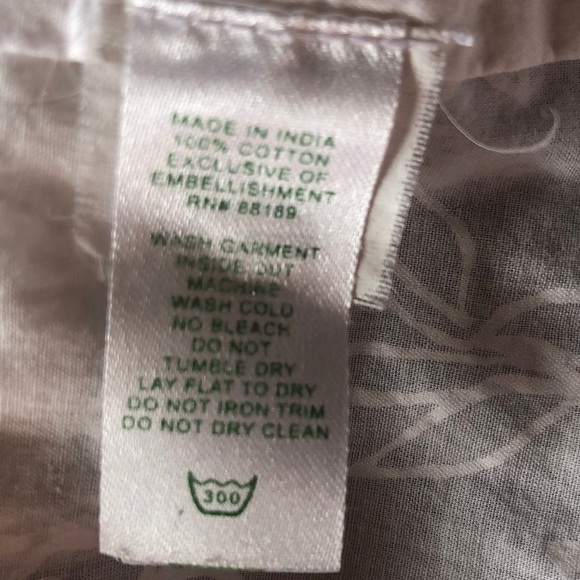 MADE IN INDIA
100% COTTON
EXCLUSIVE OF
EMBELLISHMENT
RN# 88189
WASH GARMENT
INSIDE OUT
MACHINE
WASH COLD
NO BLEACH
DO NOT
TUMBLE DRY
LAY FLAT TO DRY
DO NOT IRON TRIM
DO NOT DRY CLEAN
300